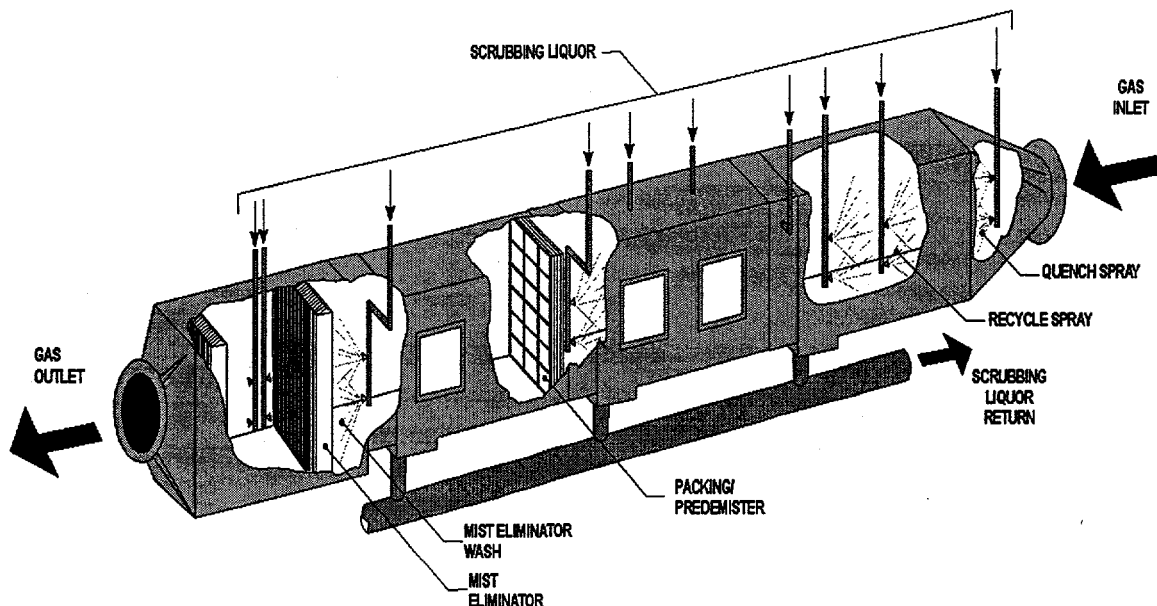 SCRUBBING LIQUOR
GAS
INLET
QUENCH SPRAY
RECYCLE SPRAY
GAS
OUTLET
SCRUBBING
LIQUOR
RETURN
PACKING/
PREDEMISTER
MIST ELIMINATOR
WASH
MIST
ELIMINATOR